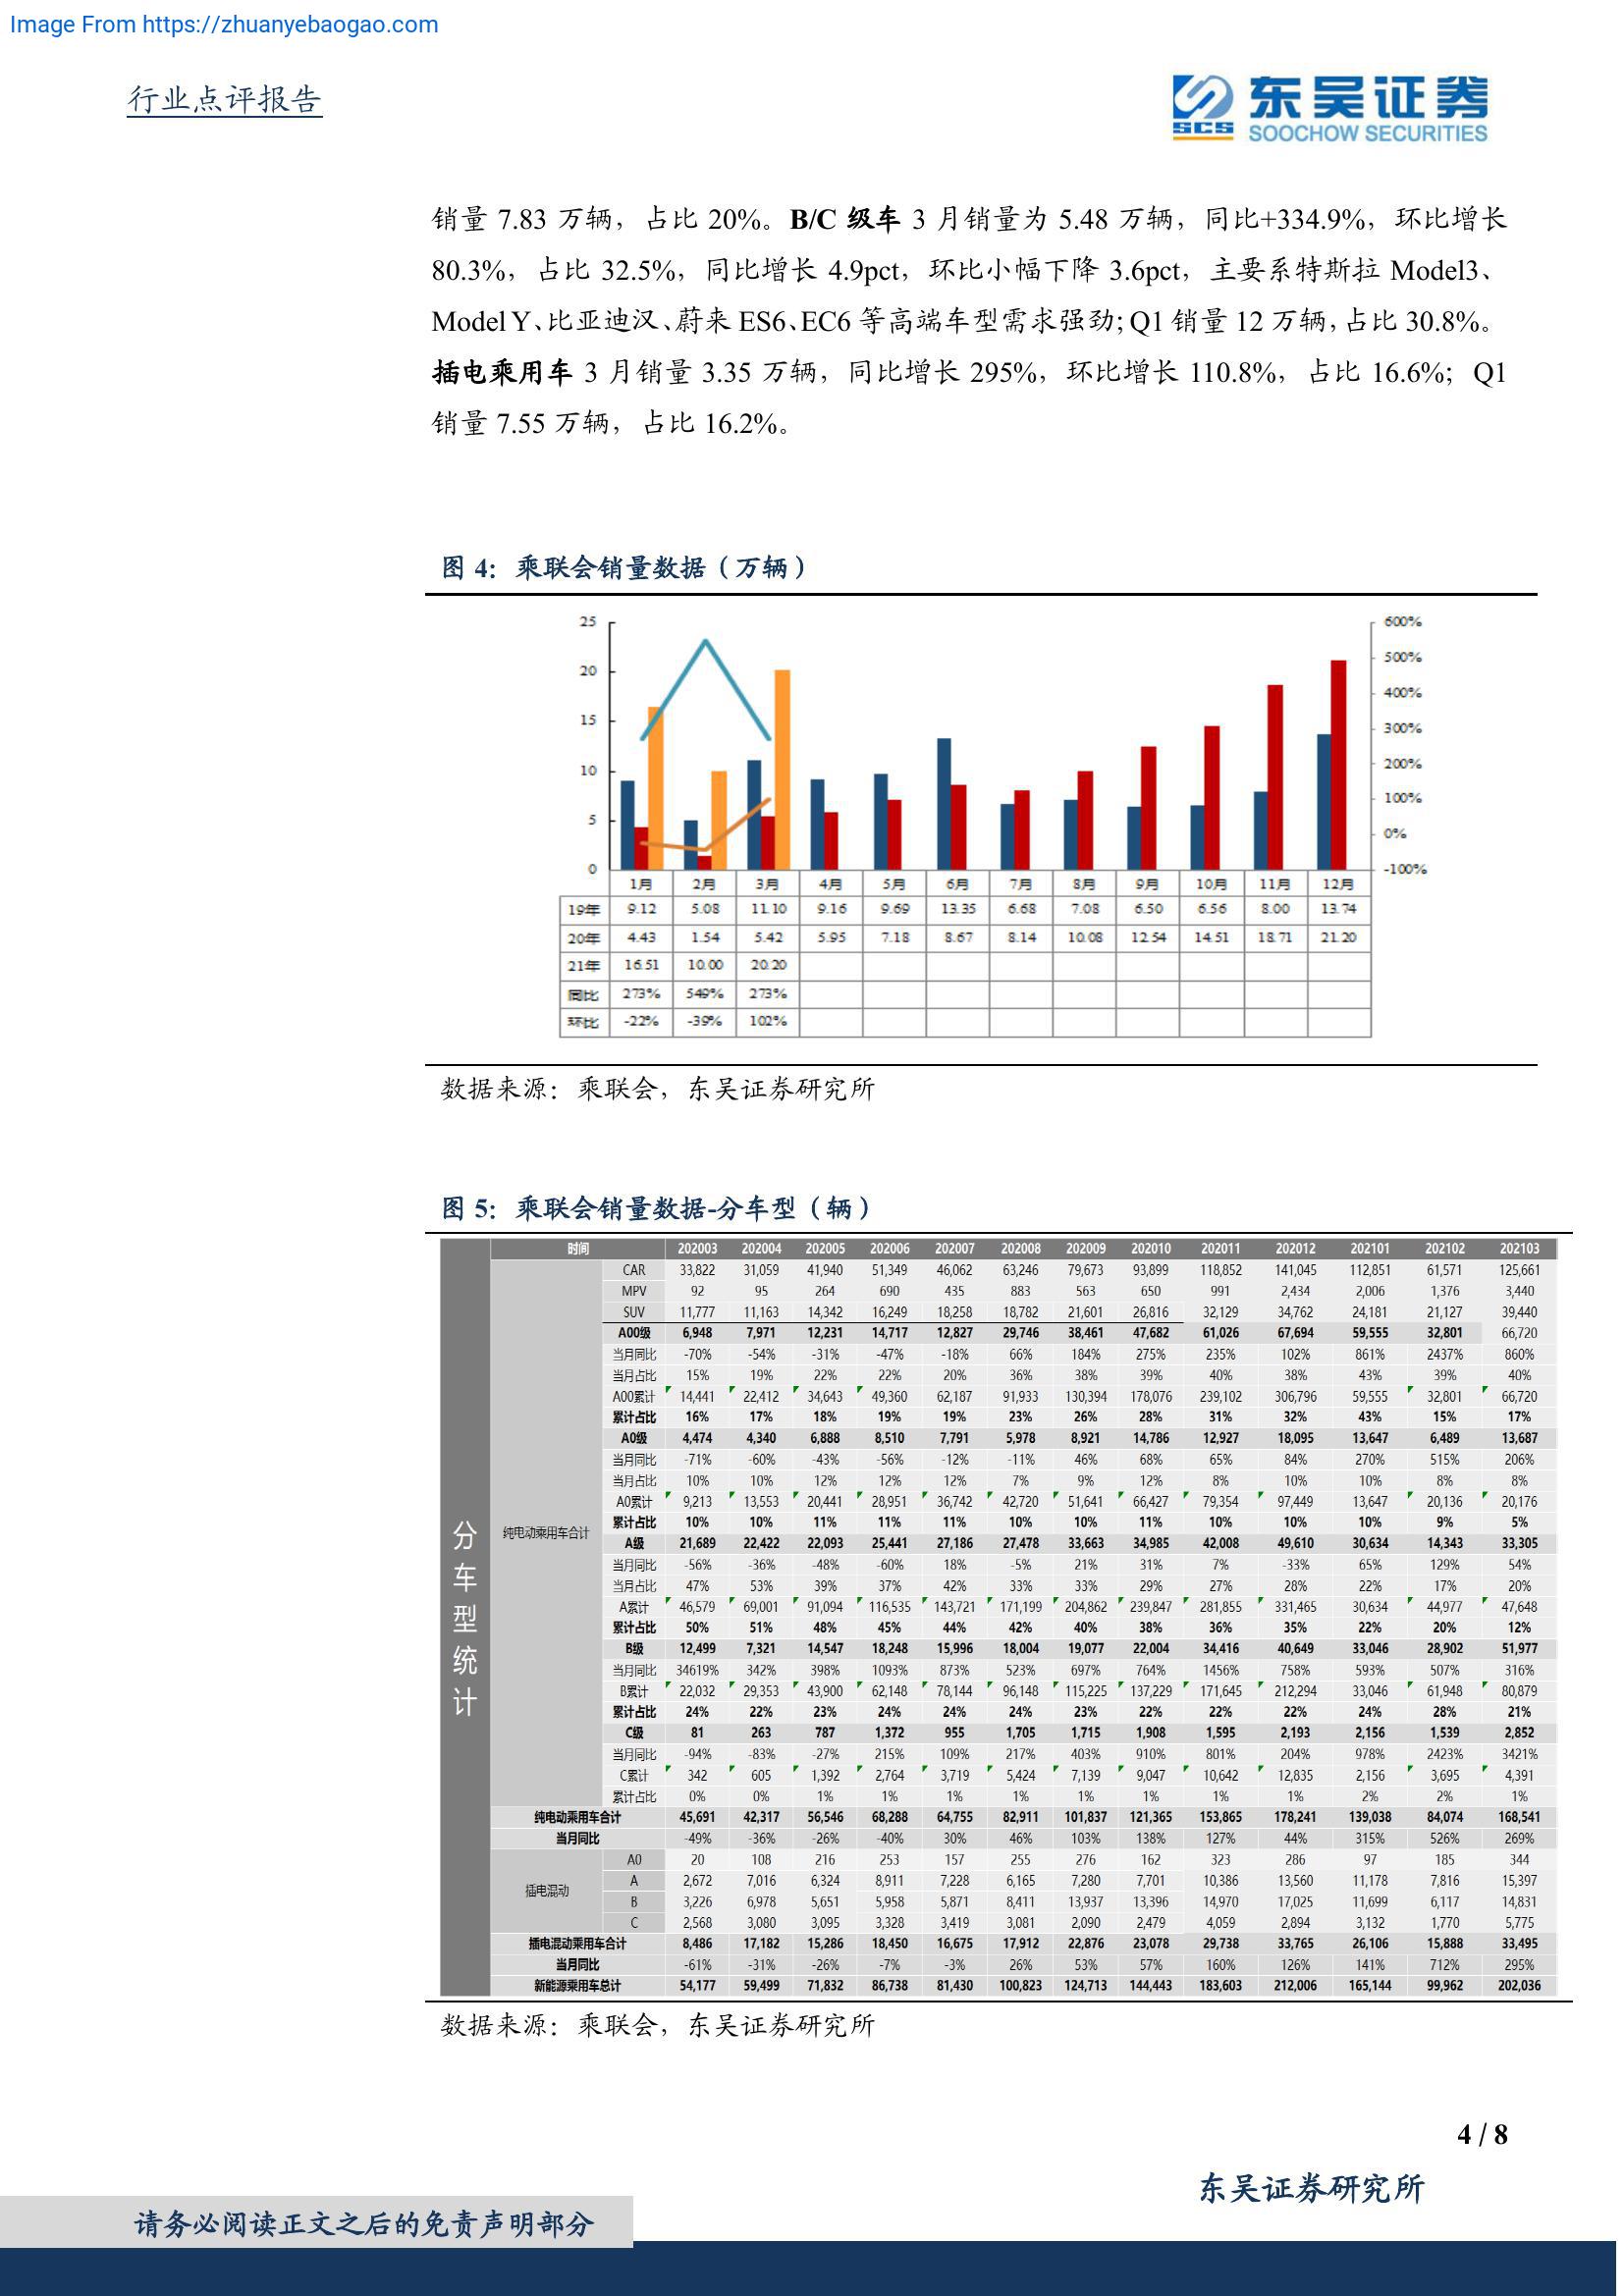 Image From https://zhuanyebaogao.com
行业点评报告
东吴证券
SCS
SOOCHOW SECURITIES
销量 7.83 万辆，占比 20%。B/C 级车 3 月销量为 5.48 万辆，同比+334.9%，环比增长
80.3%，占比 32.5%，同比增长 4.9pct，环比小幅下降 3.6pct，主要系特斯拉 Model3、
Model Y、比亚迪汉、蔚来 ES6、EC6 等高端车型需求强劲；Q1 销量 12 万辆，占比 30.8%。
插电乘用车 3 月销量 3.35 万辆，同比增长 295%，环比增长 110.8%，占比 16.6%；Q1
销量 7.55 万辆，占比 16.2%。
图 4：乘联会销量数据（万辆）
25 600%
20 500%
15 400%
10 300%
5 200%
0 100%
0%
-100%
1月 2月 3月 4月 5月 6月 7月 8月 9月 10月 11月 12月
19年 9.12 5.08 11.10 9.16 9.69 13.35 6.68 7.08 6.50 6.56 8.00 13.74
20年 4.43 1.54 5.42 5.95 7.18 8.67 8.14 10.08 12.54 14.51 18.71 21.20
21年 16.51 10.00 20.20
同比 273% 549% 273%
环比 -22% -39% 102%
数据来源：乘联会，东吴证券研究所
图 5：乘联会销量数据-分车型（辆）
时间 202003 202004 202005 202006 202007 202008 202009 202010 202011 202012 202101 202102 202103
分车型统计
纯电动乘用车合计
CAR 33,822 31,059 41,940 51,349 46,062 63,246 79,673 93,899 118,852 141,045 112,851 61,571 125,661
MPV 92 95 264 690 435 883 563 650 991 2,434 2,006 1,376 3,440
SUV 11,777 11,163 14,342 16,249 18,258 18,782 21,601 26,816 32,129 34,762 24,181 21,127 39,440
A00级 6,948 7,971 12,231 14,717 12,827 29,746 38,461 47,682 61,026 67,694 59,555 32,801 66,720
当月同比 -70% -54% -31% -47% -18% 66% 184% 275% 235% 102% 861% 2437% 860%
当月占比 15% 19% 22% 22% 20% 36% 38% 39% 40% 38% 43% 39% 40%
A00累计 14,441 22,412 34,643 49,360 62,187 91,933 130,394 178,076 239,102 306,796 59,555 32,801 66,720
累计占比 16% 17% 18% 19% 19% 23% 26% 28% 31% 32% 43% 15% 17%
A0级 4,474 4,340 6,888 8,510 7,791 5,978 8,921 14,786 12,927 18,095 13,647 6,489 13,687
当月同比 -71% -60% -43% -56% -12% -11% 46% 68% 65% 84% 270% 515% 206%
当月占比 10% 10% 12% 12% 12% 7% 9% 12% 8% 10% 10% 8% 8%
A0累计 9,213 13,553 20,441 28,951 36,742 42,720 51,641 66,427 79,354 97,449 13,647 20,136 20,176
累计占比 10% 10% 11% 11% 11% 10% 10% 11% 10% 10% 10% 9% 5%
A级 21,689 22,422 22,093 25,441 27,186 27,478 33,663 34,985 42,008 49,610 30,634 14,343 33,305
当月同比 -56% -36% -48% -60% 18% -5% 21% 31% 7% -33% 65% 129% 54%
当月占比 47% 53% 39% 37% 42% 33% 33% 29% 27% 28% 22% 17% 20%
A累计 46,579 69,001 91,094 116,535 143,721 171,199 204,862 239,847 281,855 331,465 30,634 44,977 47,648
累计占比 50% 51% 48% 45% 44% 42% 40% 38% 36% 35% 22% 20% 12%
B级 12,499 7,321 14,547 18,248 15,996 18,004 19,077 22,004 34,416 40,649 33,046 28,902 51,977
当月同比 34619% 342% 398% 1093% 873% 523% 697% 764% 1456% 758% 593% 507% 316%
B累计 22,032 29,353 43,900 62,148 78,144 96,148 115,225 137,229 171,645 212,294 33,046 61,948 80,879
累计占比 24% 22% 23% 24% 24% 24% 23% 22% 22% 22% 24% 28% 21%
C级 81 263 787 1,372 955 1,705 1,715 1,908 1,595 2,193 2,156 1,539 2,852
当月同比 -94% -83% -27% 215% 109% 217% 403% 910% 801% 204% 978% 2423% 3421%
C累计 342 605 1,392 2,764 3,719 5,424 7,139 9,047 10,642 12,835 2,156 3,695 4,391
累计占比 0% 0% 1% 1% 1% 1% 1% 1% 1% 1% 2% 2% 1%
纯电动乘用车合计 45,691 42,317 56,546 68,288 64,755 82,911 101,837 121,365 153,865 178,241 139,038 84,074 168,541
当月同比 -49% -36% -26% -40% 30% 46% 103% 138% 127% 44% 315% 526% 269%
插电混动
A0 20 108 216 253 157 255 276 162 323 286 97 185 344
A 2,672 7,016 6,324 8,911 7,228 6,165 7,280 7,701 10,386 13,560 11,178 7,816 15,397
B 3,226 6,978 5,651 5,958 5,871 8,411 13,937 13,396 14,970 17,025 11,699 6,117 14,831
C 2,568 3,080 3,095 3,328 3,419 3,081 2,090 2,479 4,059 2,894 3,132 1,770 5,775
插电混动乘用车合计 8,486 17,182 15,286 18,450 16,675 17,912 22,876 23,078 29,738 33,765 26,106 15,888 33,495
当月同比 -61% -31% -26% -7% -3% 26% 53% 57% 160% 126% 141% 712% 295%
新能源乘用车总计 54,177 59,499 71,832 86,738 81,430 100,823 124,713 144,443 183,603 212,006 165,144 99,962 202,036
数据来源：乘联会，东吴证券研究所
4 / 8
东吴证券研究所
请务必阅读正文之后的免责声明部分